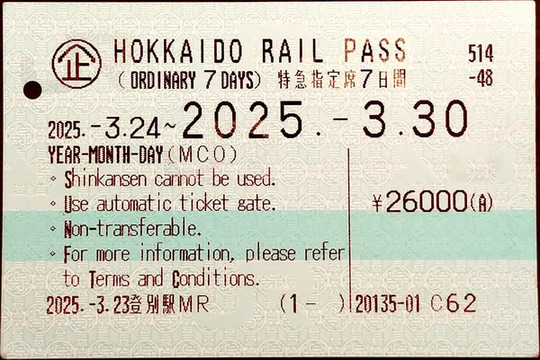 企 HOKKAIDO RAIL PASS 514
(ORDINARY 7 DAYS) 特急指定席7日間 -48
2025.-3.24~2025.-3.30
YEAR-MONTH-DAY(MCO)
・Shinkansen cannot be used.
・Use automatic ticket gate. ¥26000(A)
・Non-transferable.
・For more information, please refer
to Terms and Conditions.
2025.-3.23登別駅MR (1- ) 20135-01 C62